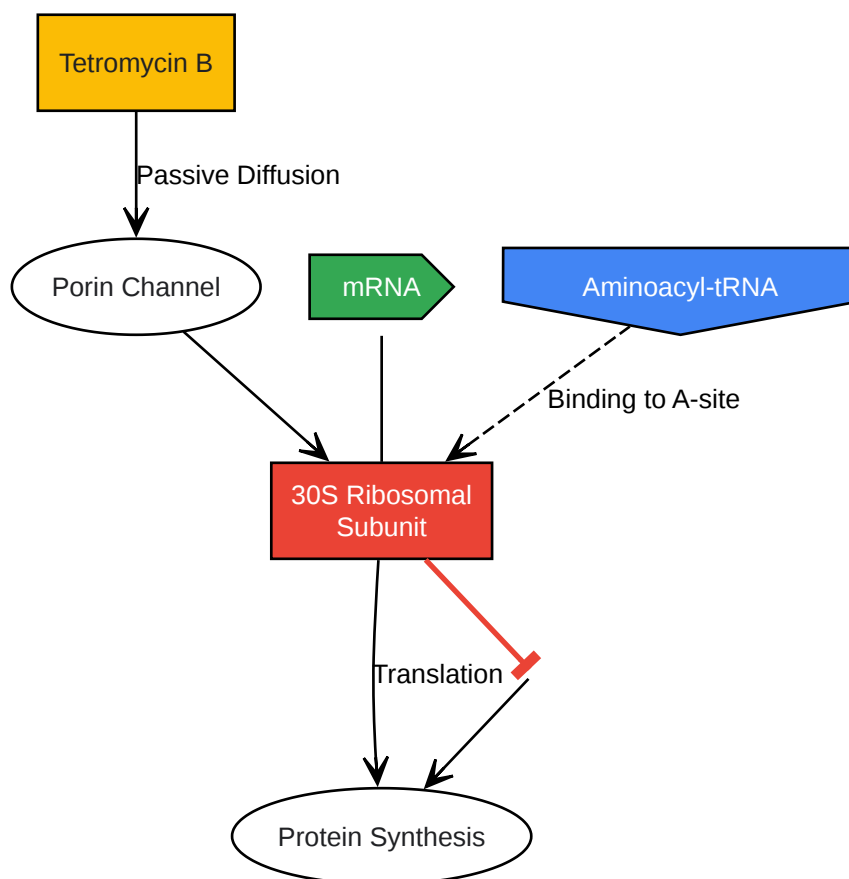 Tetromycin B
Passive Diffusion
Porin Channel
mRNA
Aminoacyl-tRNA
Binding to A-site
30S Ribosomal
Subunit
Translation
Protein Synthesis